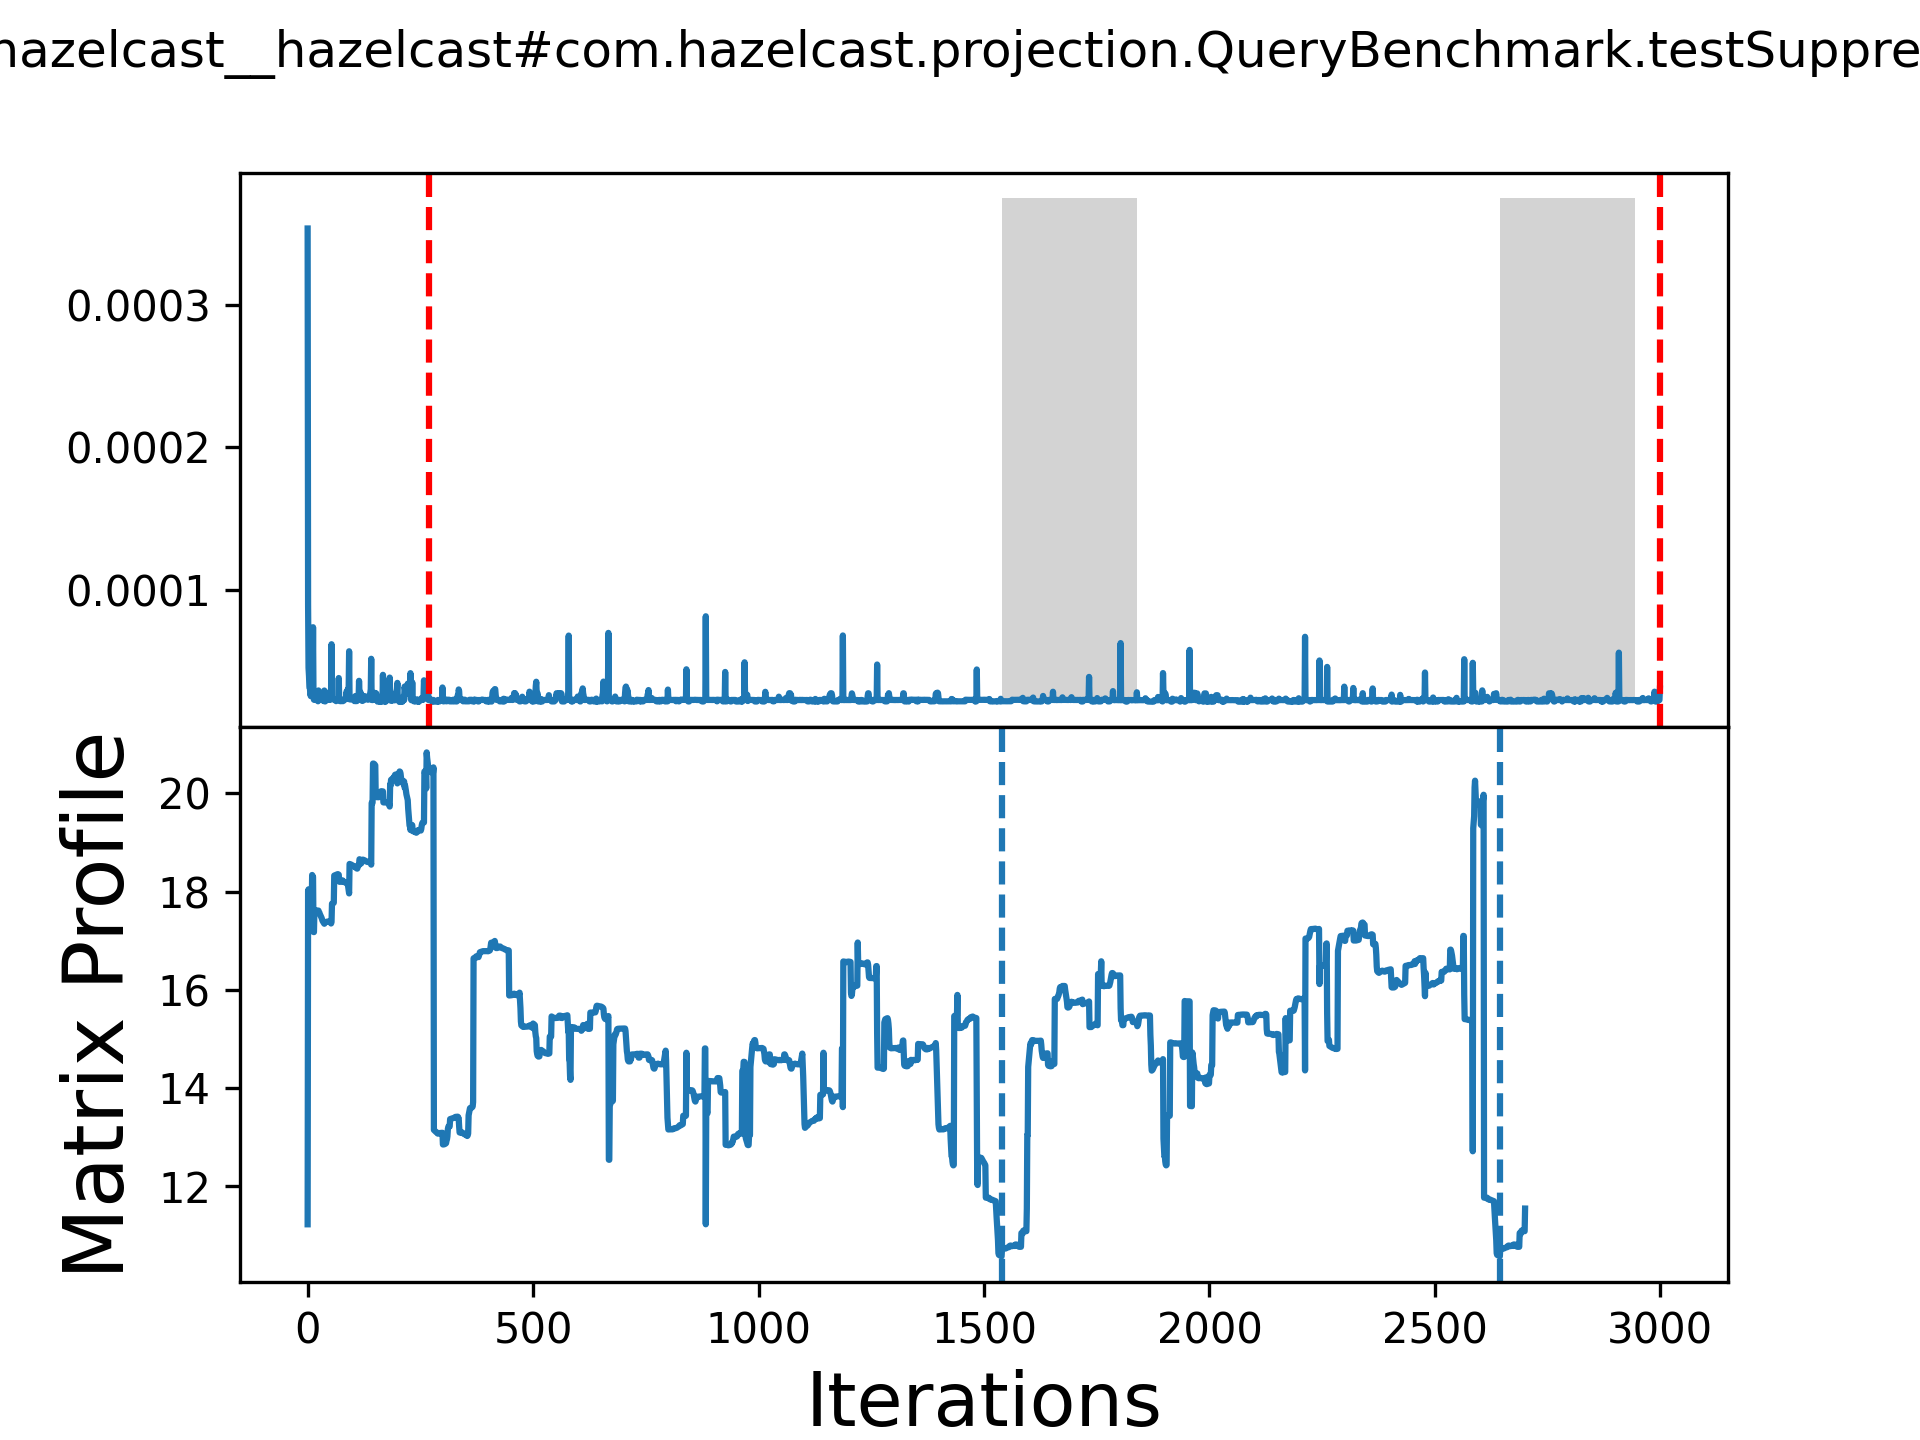 hazelcast__hazelcast#com.hazelcast.projection.QueryBenchmark.testSuppre
0.0003
0.0002
0.0001
Matrix Profile
20
18
16
14
12
0 500 1000 1500 2000 2500 3000
Iterations